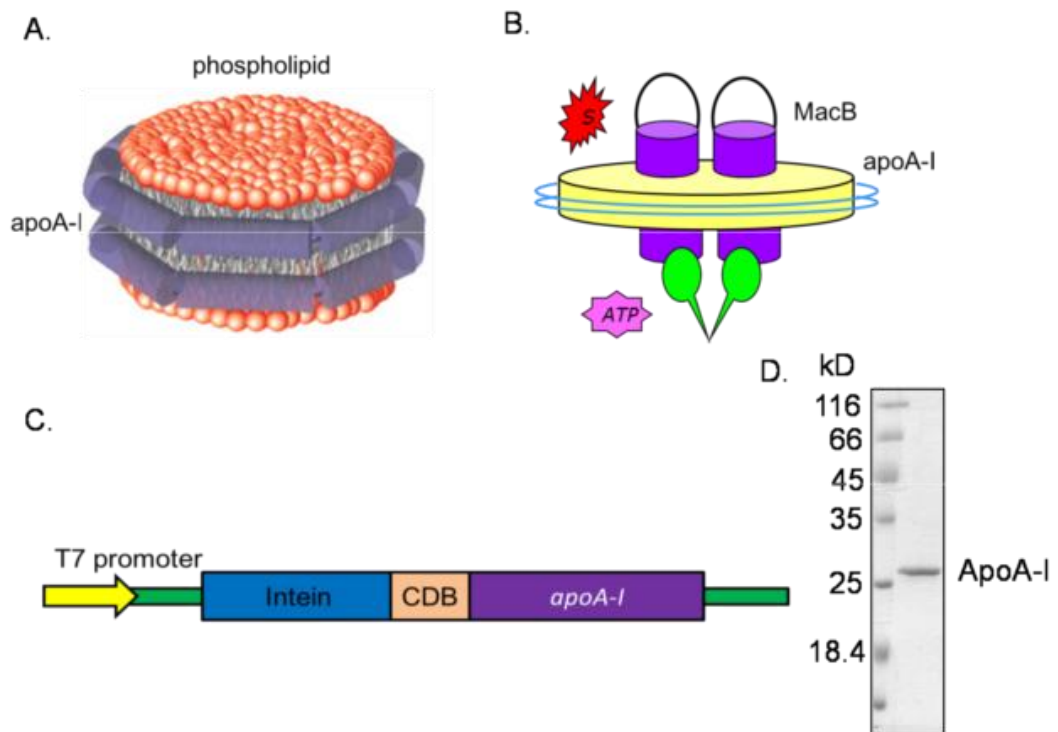 A.
phospholipid
apoA-I
B.
S
MacB
apoA-I
ATP
C.
T7 promoter
Intein
CDB
apoA-I
D.
kD
116
66
45
35
25
18.4
ApoA-I